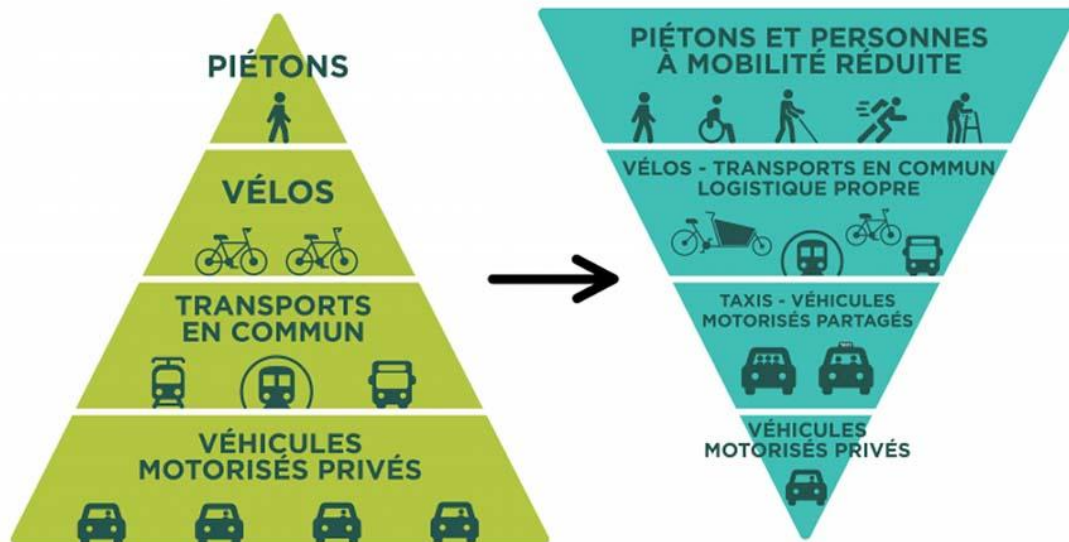 PIÉTONS
VÉLOS
TRANSPORTS
EN COMMUN
VÉHICULES
MOTORISÉS PRIVÉS
PIÉTONS ET PERSONNES
À MOBILITÉ RÉDUITE
VÉLOS - TRANSPORTS EN COMMUN
LOGISTIQUE PROPRE
TAXIS - VÉHICULES
MOTORISÉS PARTAGÉS
VÉHICULES
MOTORISÉS PRIVÉS